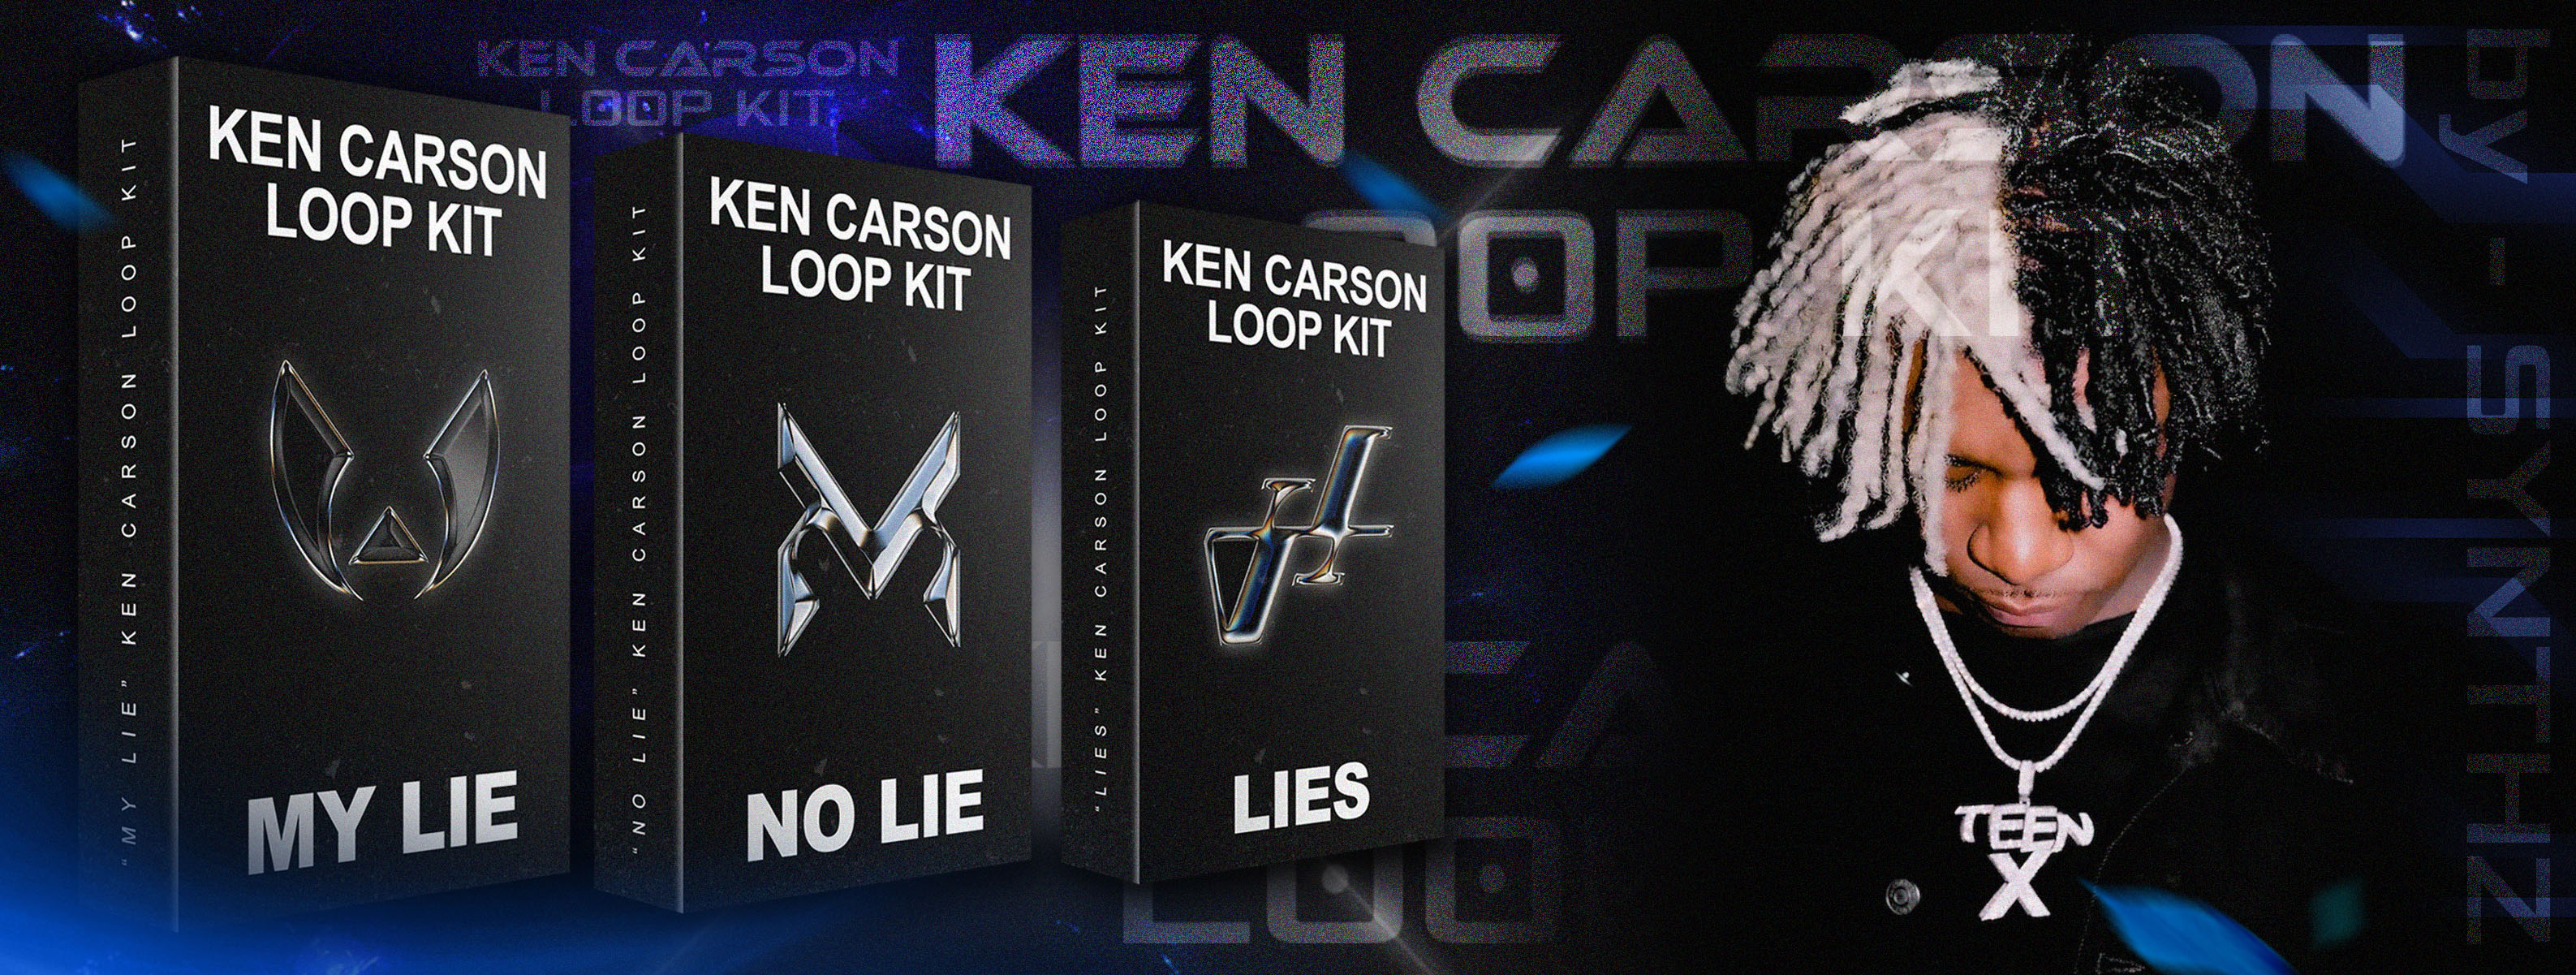 KEN CARSON
LOOP KIT
KEN CARSON
LOOP KIT
"MY LIE" KEN CARSON LOOP KIT
KEN CARSON
LOOP KIT
MY LIE
"NO LIE" KEN CARSON LOOP KIT
KEN CARSON
LOOP KIT
NO LIE
"LIES" KEN CARSON LOOP KIT
KEN CARSON
LOOP KIT
LIES
TEEN
X
by - SYNTHZ